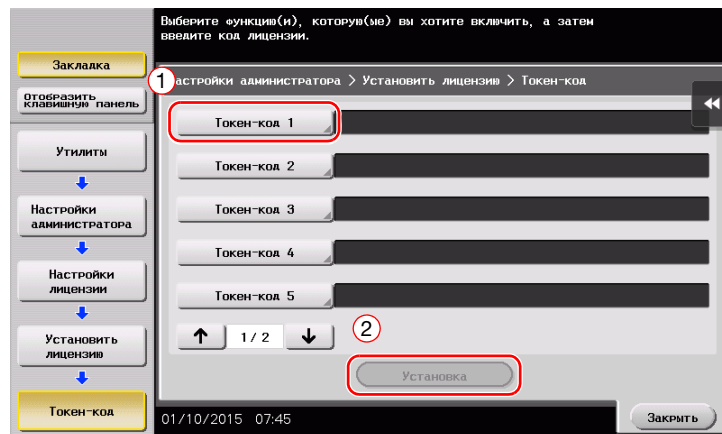 Выберите функцию(и), которую(ые) вы хотите включить, а затем
введите код лицензии.
Закладка
Отобразить
клавишную панель
Утилиты
Настройки
администратора
Настройки
лицензии
Установить
лицензию
Токен-код
1
астройки администратора > Установить лицензию > Токен-код
Токен-код 1
Токен-код 2
Токен-код 3
Токен-код 4
Токен-код 5
1/ 2
2
Установка
01/10/2015 07:45
Закрыть